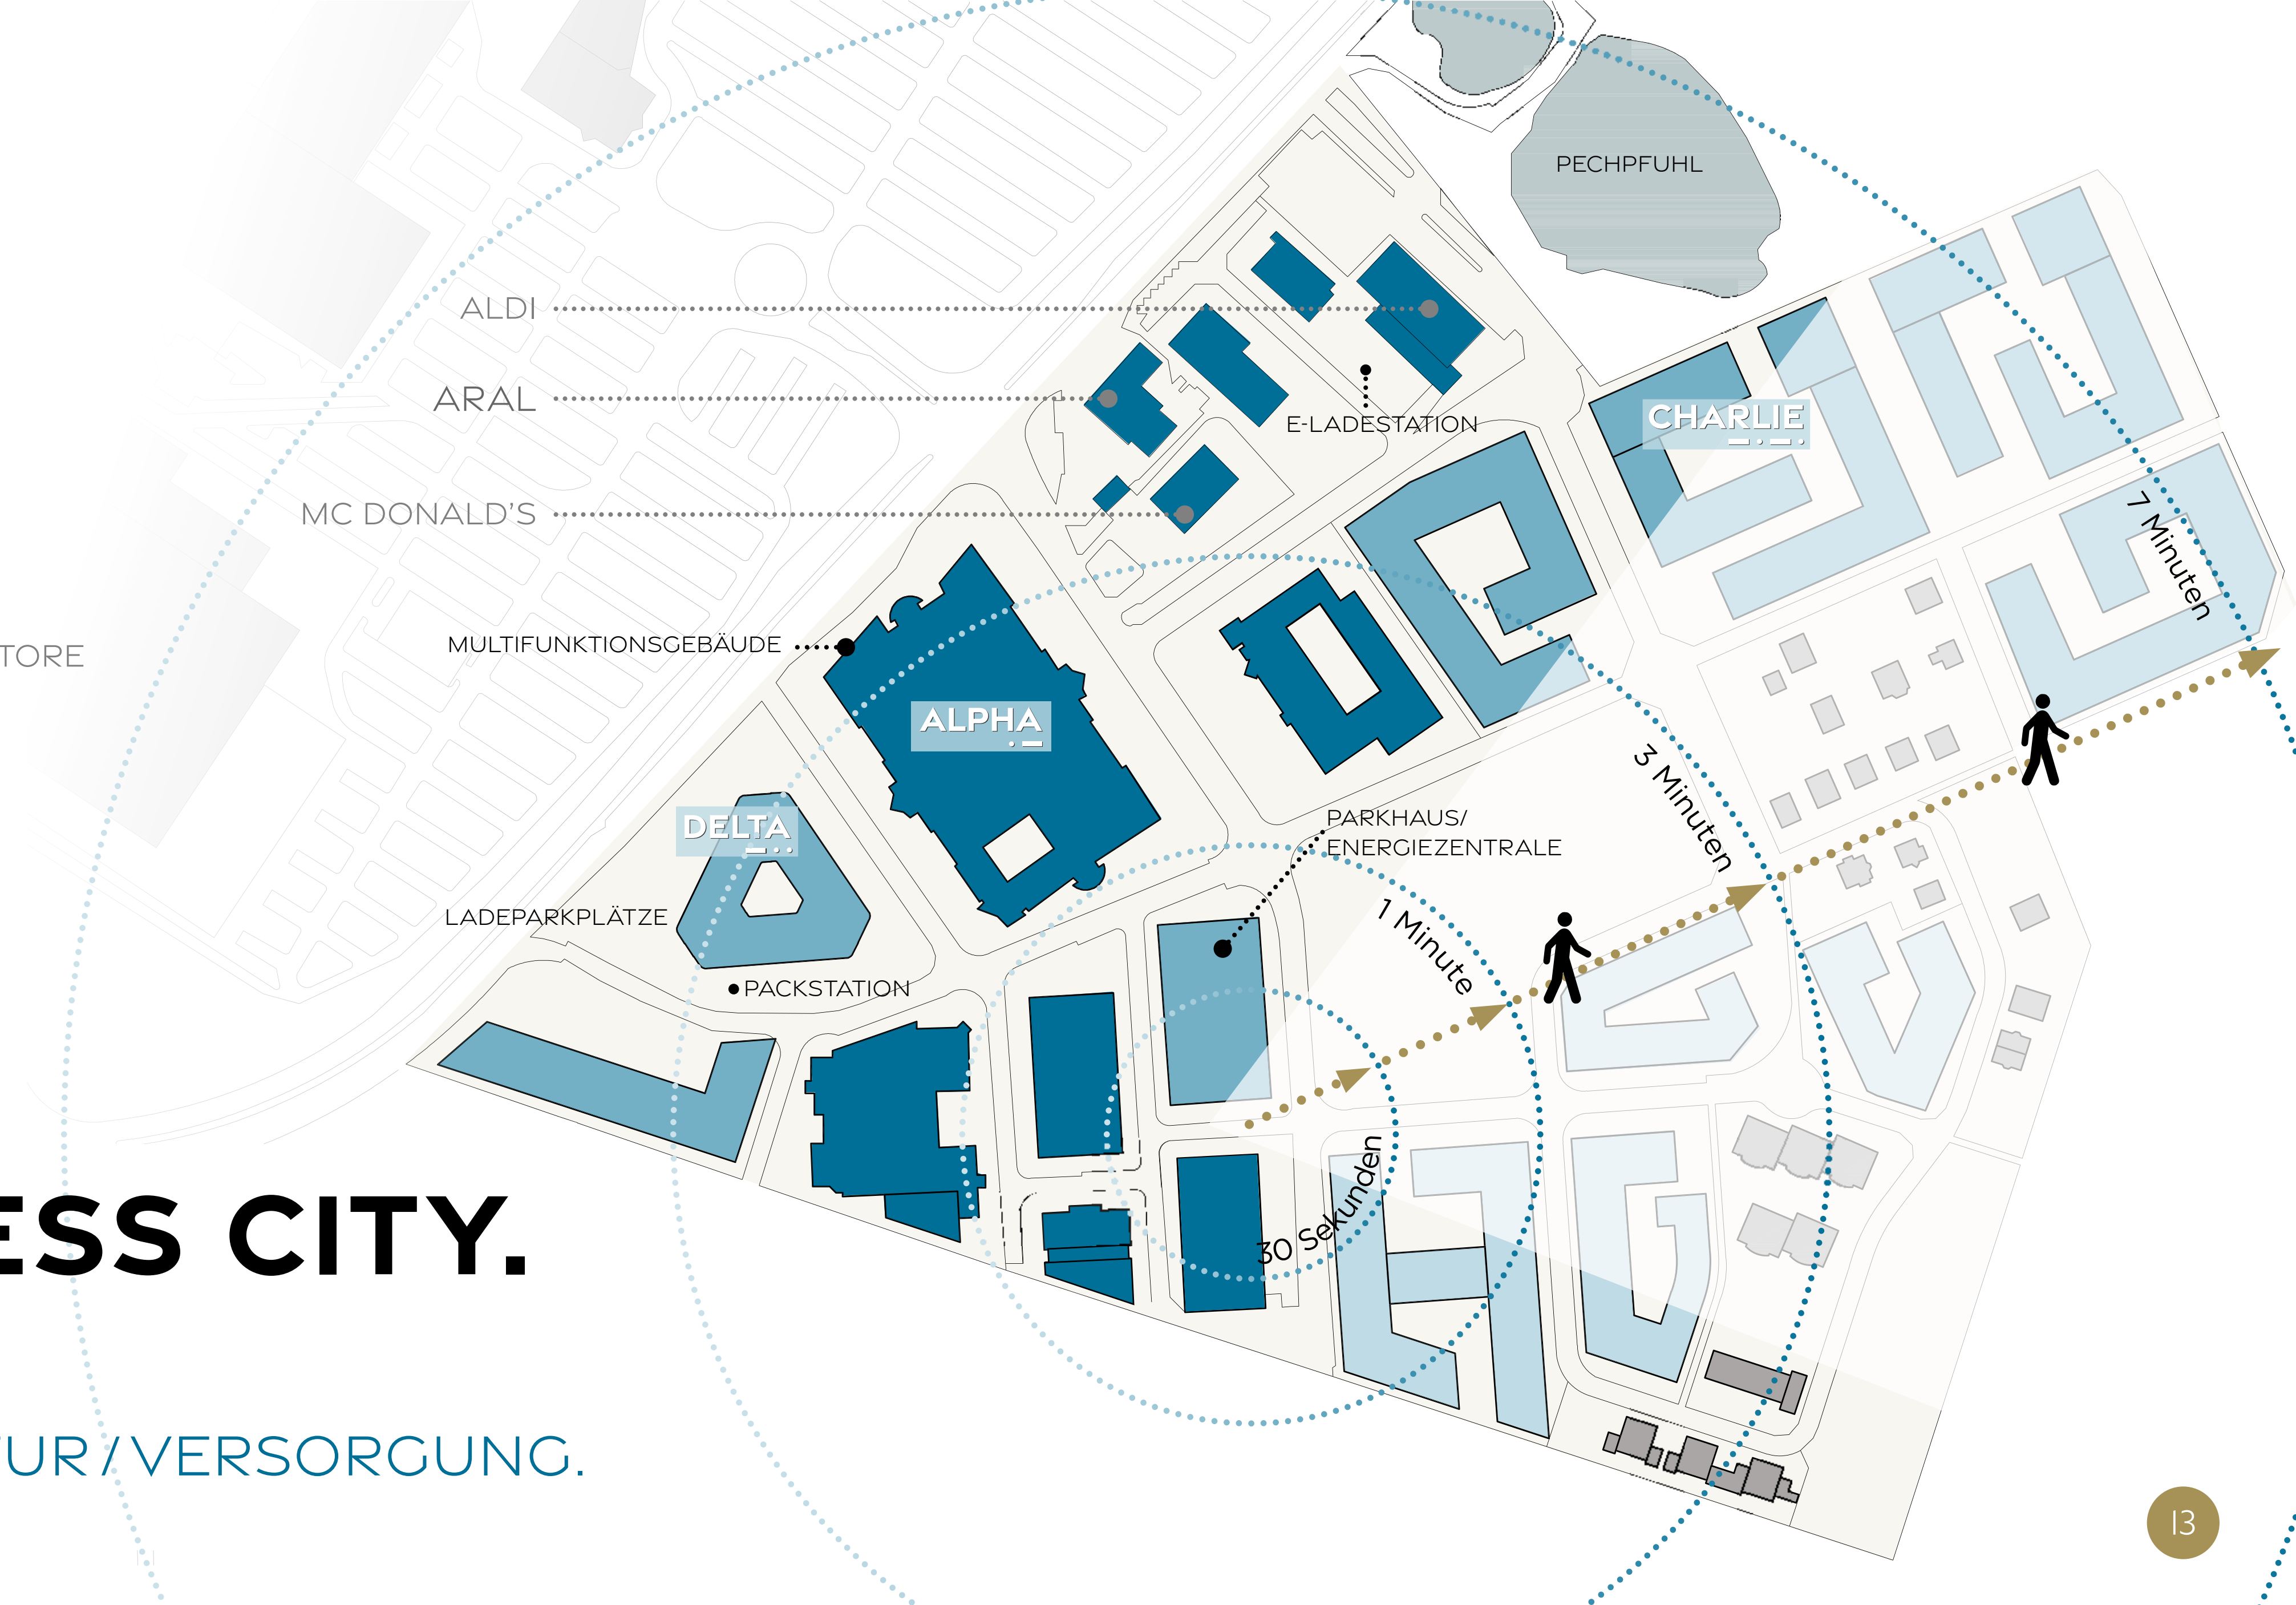 PECHPFUHL
ALDI
ARAL
E-LADESTATION
CHARLIE
MC DONALD'S
7 Minuten
MULTIFUNKTIONSGEBÄUDE
TORE
ALPHA
3 Minuten
DELTA
PARKHAUS/
ENERGIEZENTRALE
LADEPARKPLÄTZE
1 Minute
PACKSTATION
30 Sekunden
ESS CITY.
UR / VERSORGUNG.
13